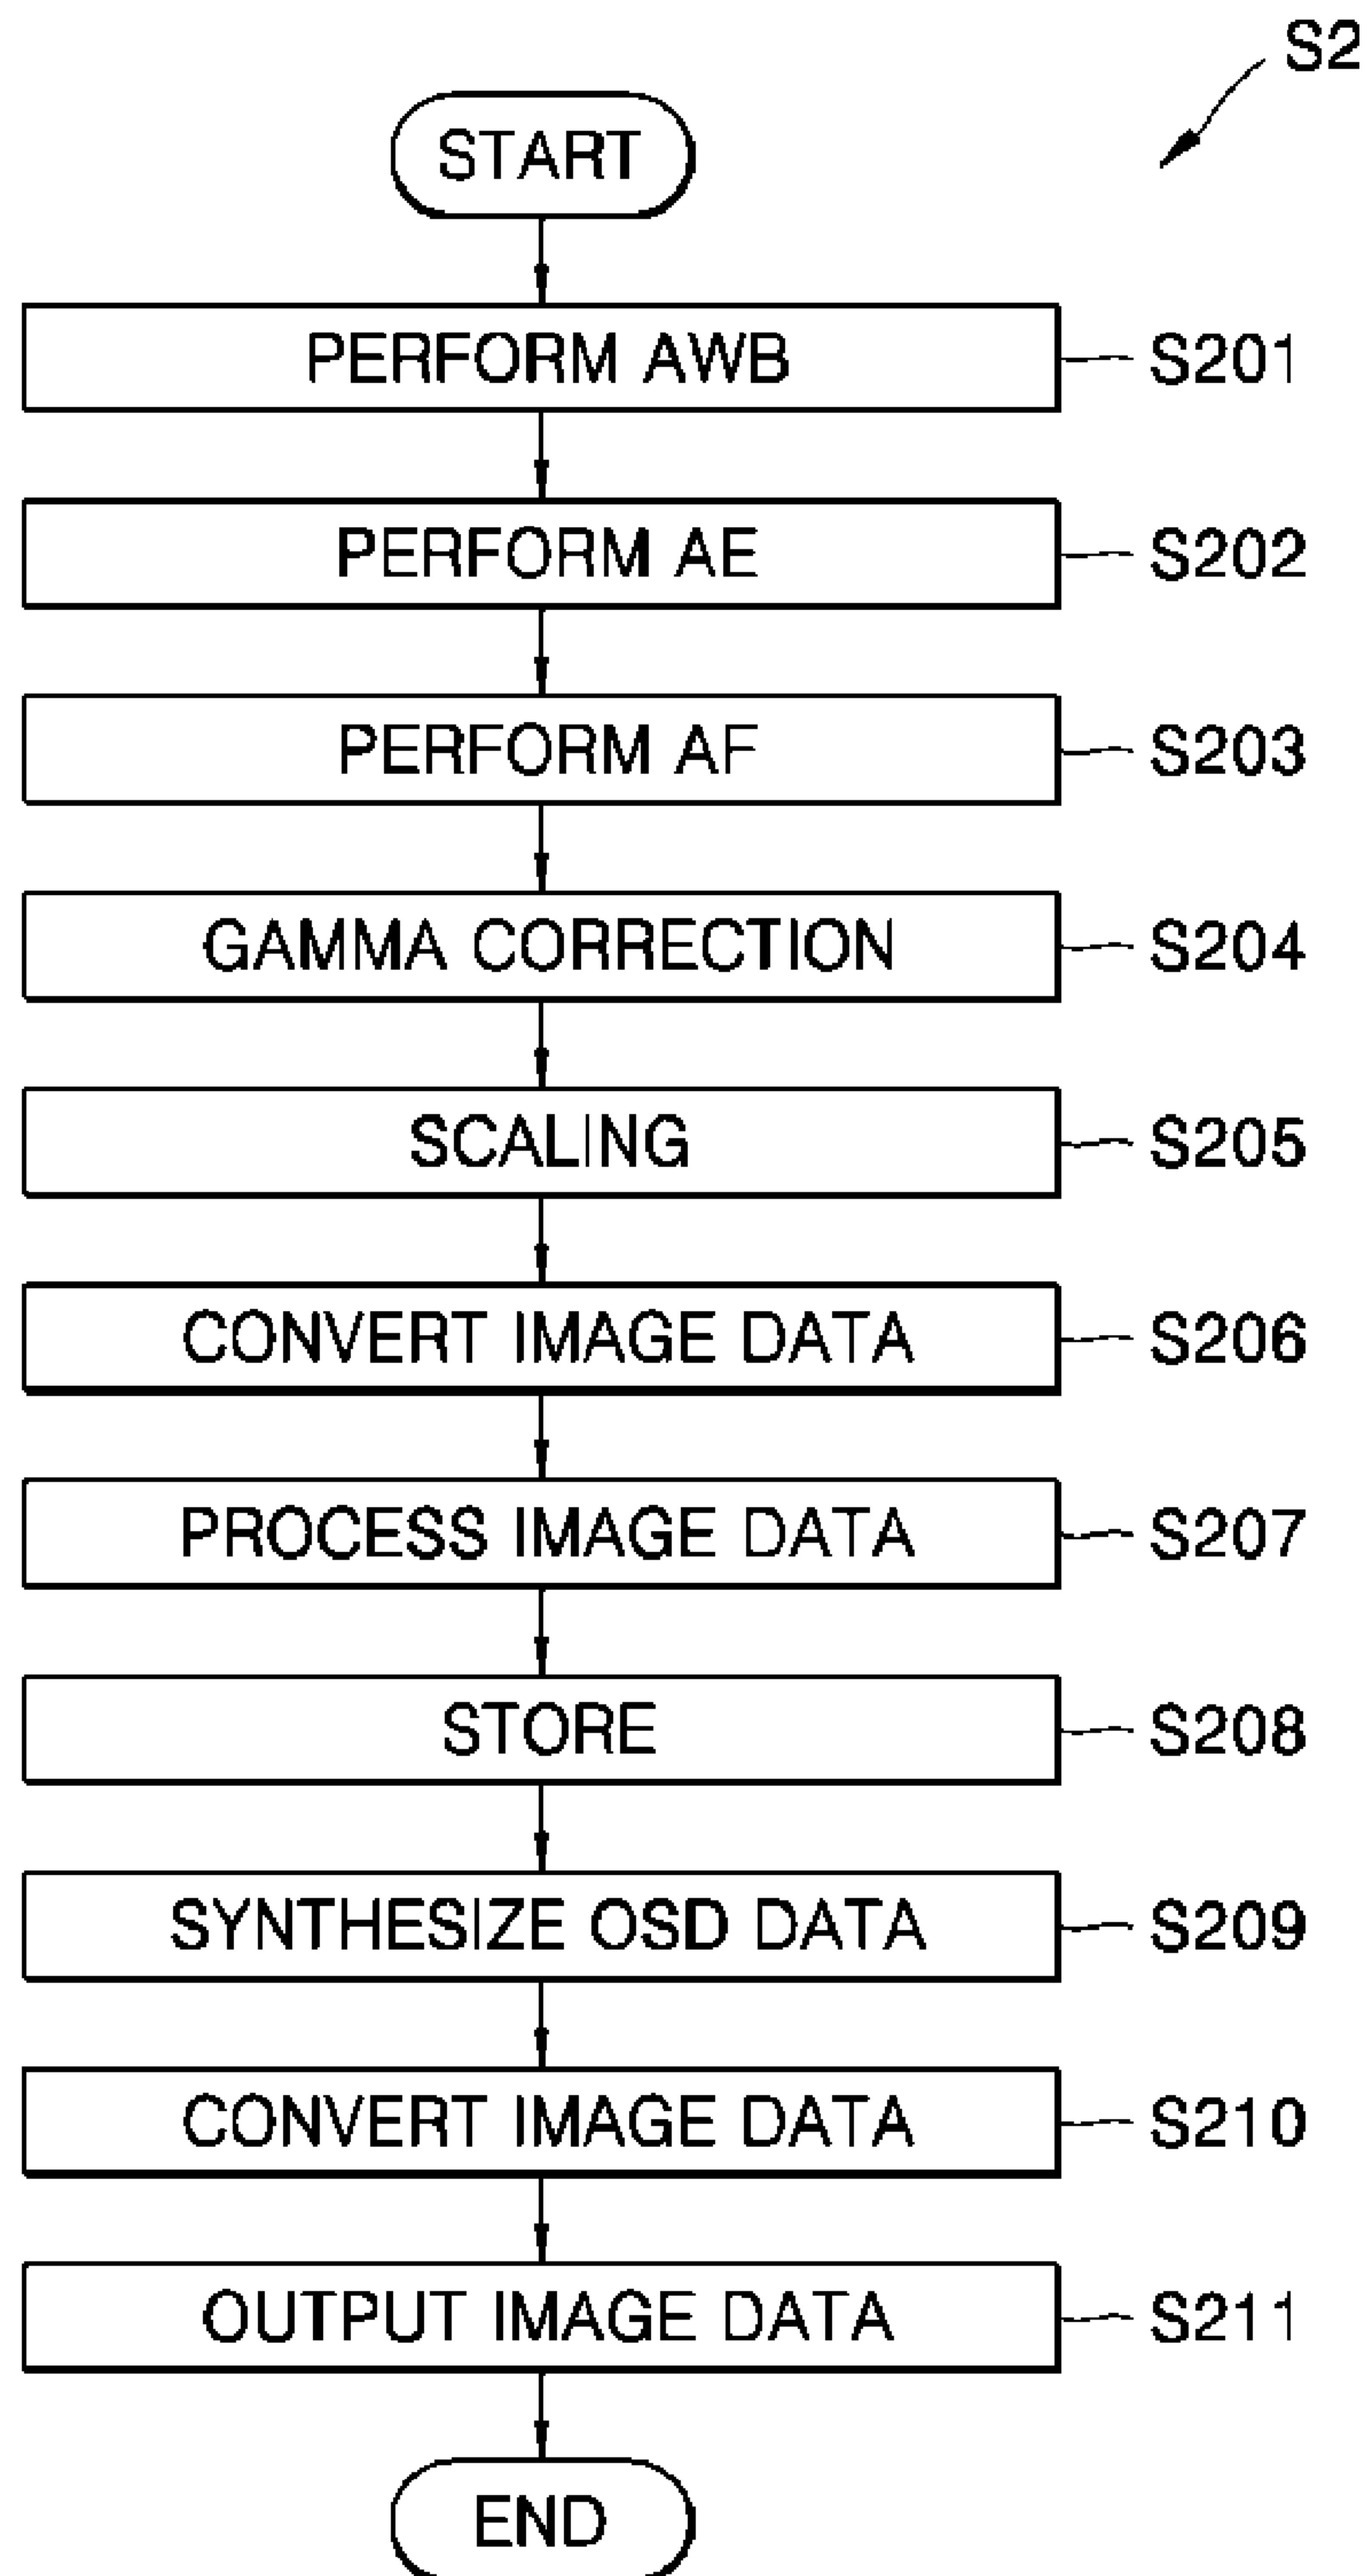 S2
START
PERFORM AWB
S201
PERFORM AE
S202
PERFORM AF
S203
GAMMA CORRECTION
S204
SCALING
S205
CONVERT IMAGE DATA
S206
PROCESS IMAGE DATA
S207
STORE
S208
SYNTHESIZE OSD DATA
S209
CONVERT IMAGE DATA
S210
OUTPUT IMAGE DATA
S211
END